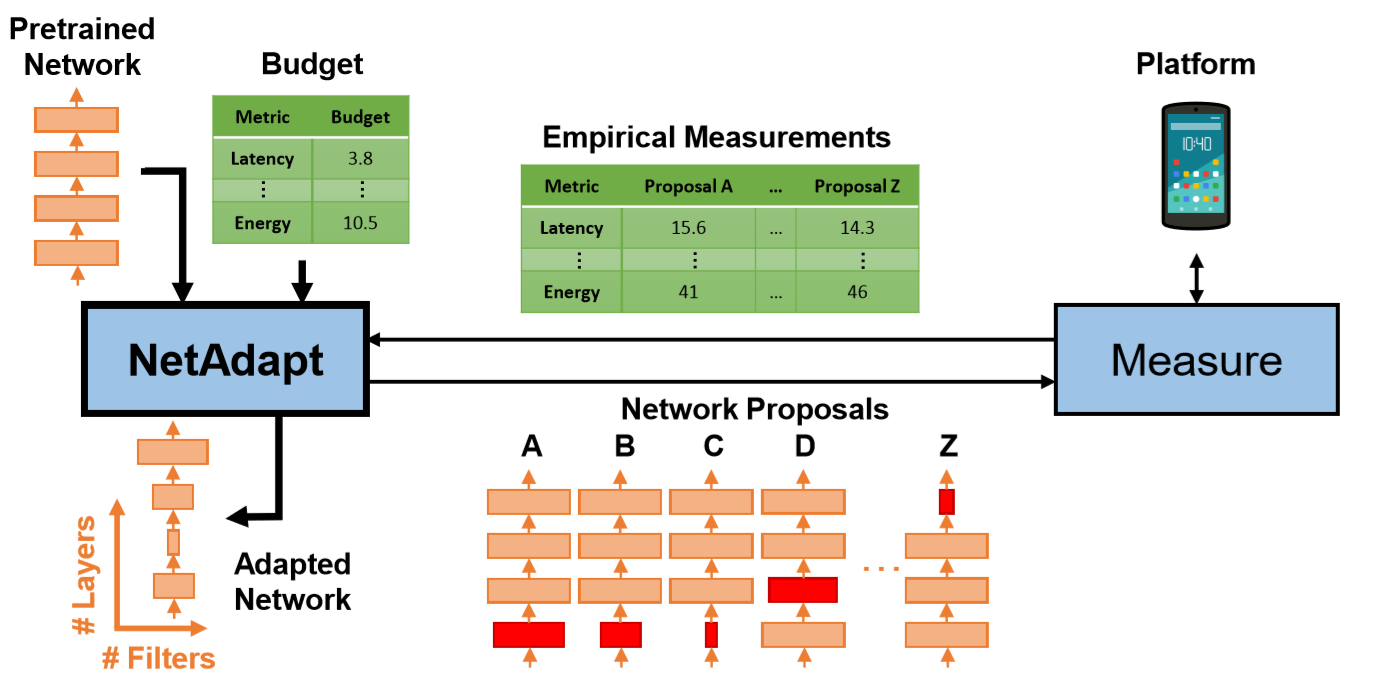 Pretrained
Network
Budget
Metric Budget
Latency 3.8
⋮ ⋮
Energy 10.5
Empirical Measurements
Metric Proposal A ... Proposal Z
Latency 15.6 ... 14.3
⋮ ⋮ ⋮
Energy 41 ... 46
Platform
10:40
NetAdapt
Measure
Network Proposals
A B C D Z
...
# Layers
# Filters
Adapted
Network